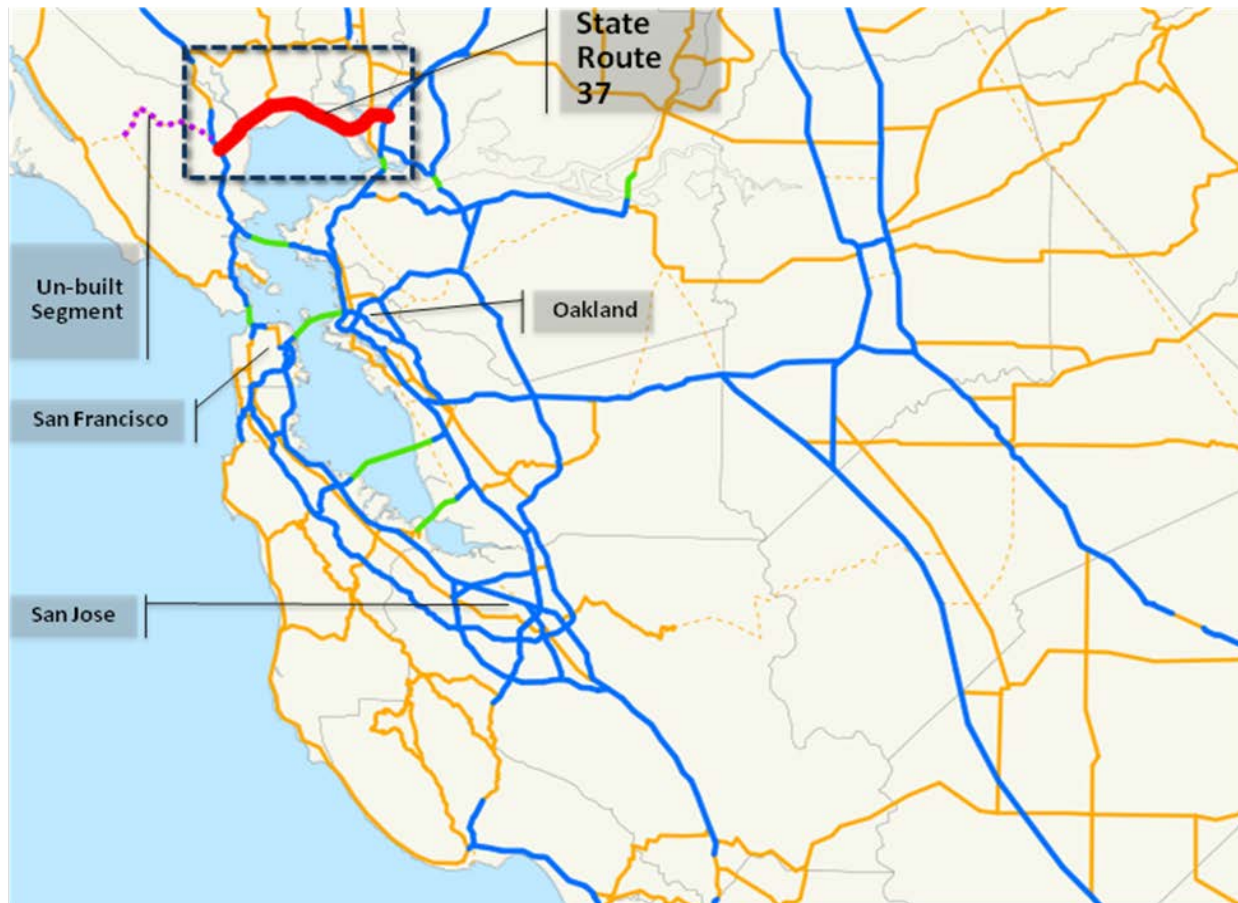 State
Route
37
Un-built
Segment
Oakland
San Francisco
San Jose